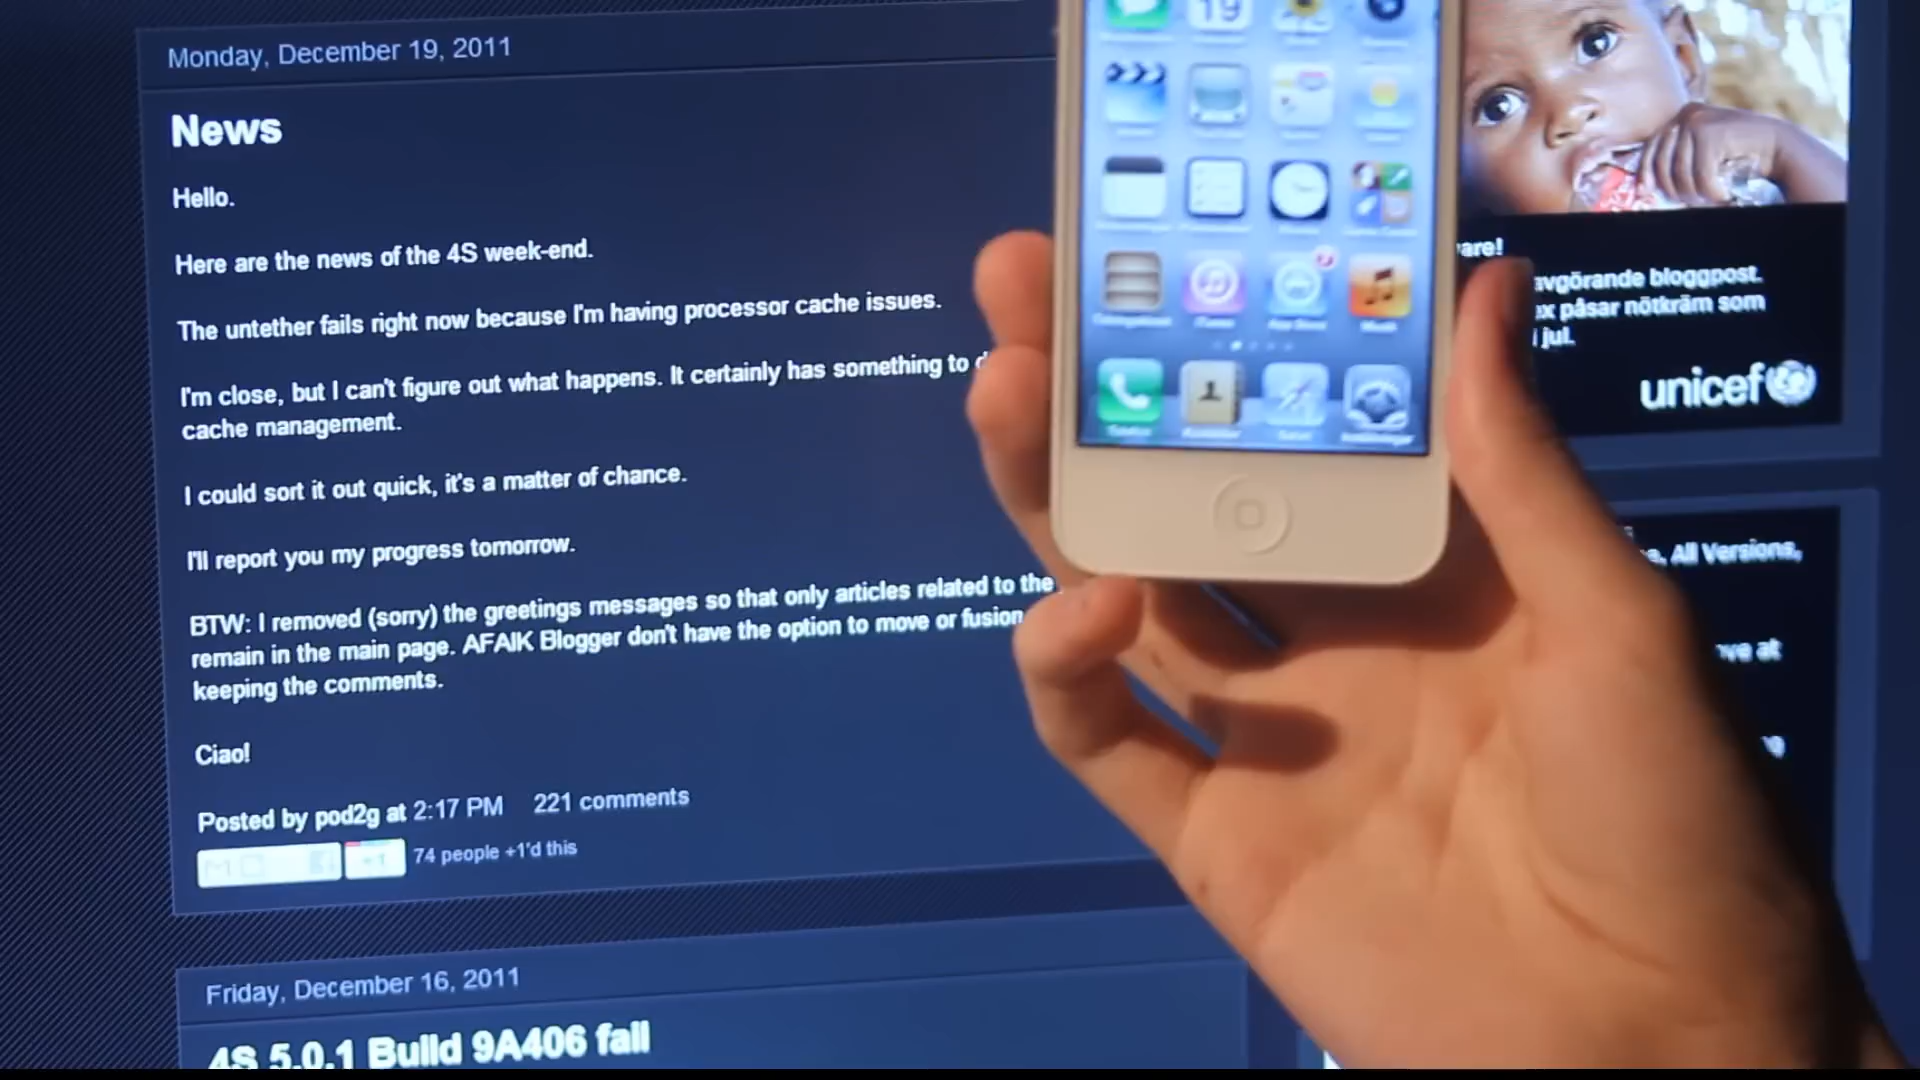 Monday, December 19, 2011
News
Hello.
Here are the news of the 4S week-end.
The untether fails right now because I'm having processor cache issues.
I'm close, but I can't figure out what happens. It certainly has something to
cache management.
I could sort it out quick, it's a matter of chance.
I'll report you my progress tomorrow.
BTW: I removed (sorry) the greetings messages so that only articles related to the
remain in the main page. AFAIK Blogger don't have the option to move or fusion
keeping the comments.
Ciao!
Posted by pod2g at 2:17 PM 221 comments
+1 74 people +1'd this
Friday, December 16, 2011
4S 5.0.1 Build 9A406 fail
19
are!
avgörande bloggpost.
ex påsar nötkräm som
i jul.
unicef
All Versions,
at